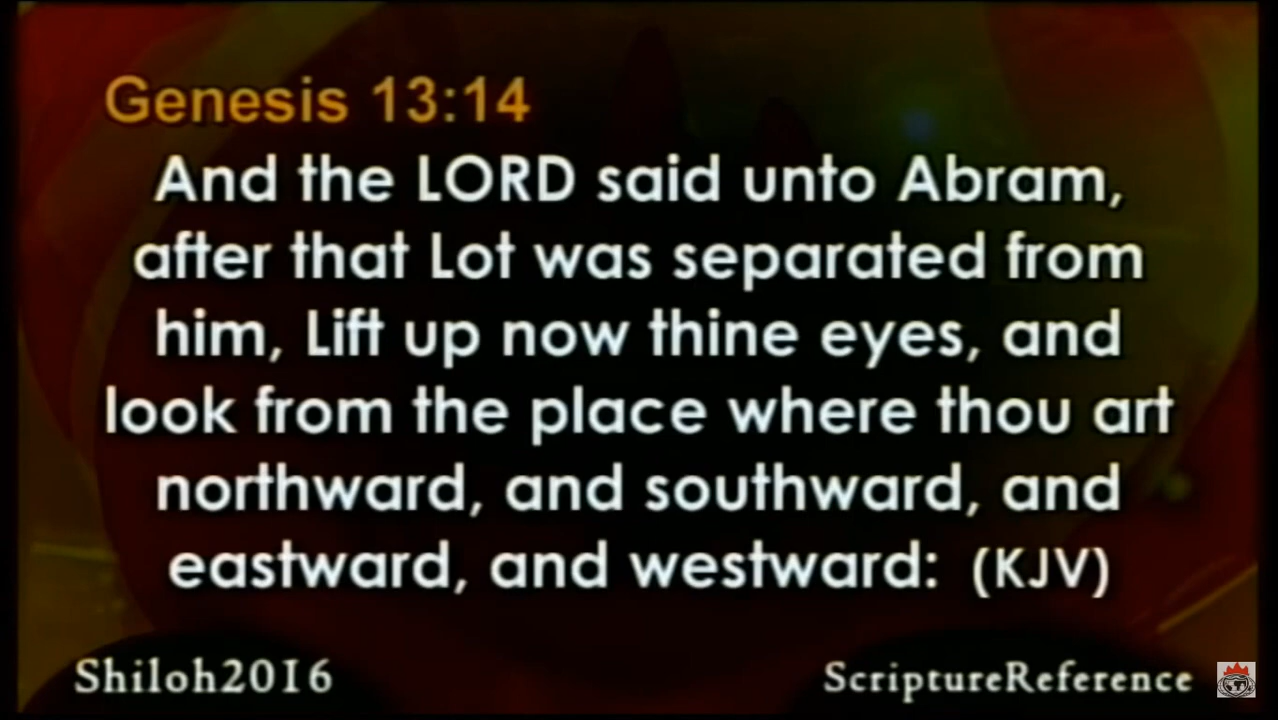 Genesis 13:14
And the LORD said unto Abram,
after that Lot was separated from
him, Lift up now thine eyes, and
look from the place where thou art
northward, and southward, and
eastward, and westward: (KJV)
Shiloh2016
ScriptureReference